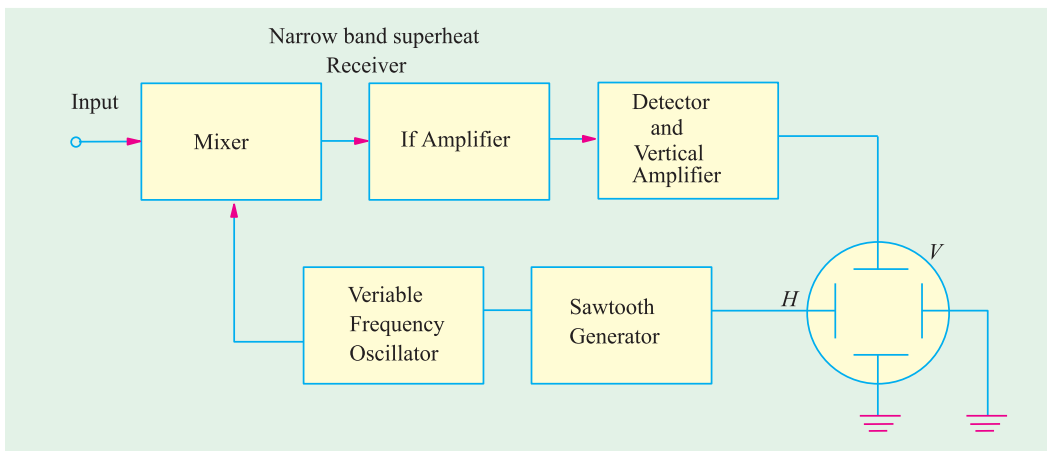 Narrow band superheat
Receiver
Input
Mixer
If Amplifier
Detector
and
Vertical
Amplifier
Veriable
Frequency
Oscillator
Sawtooth
Generator
H
V